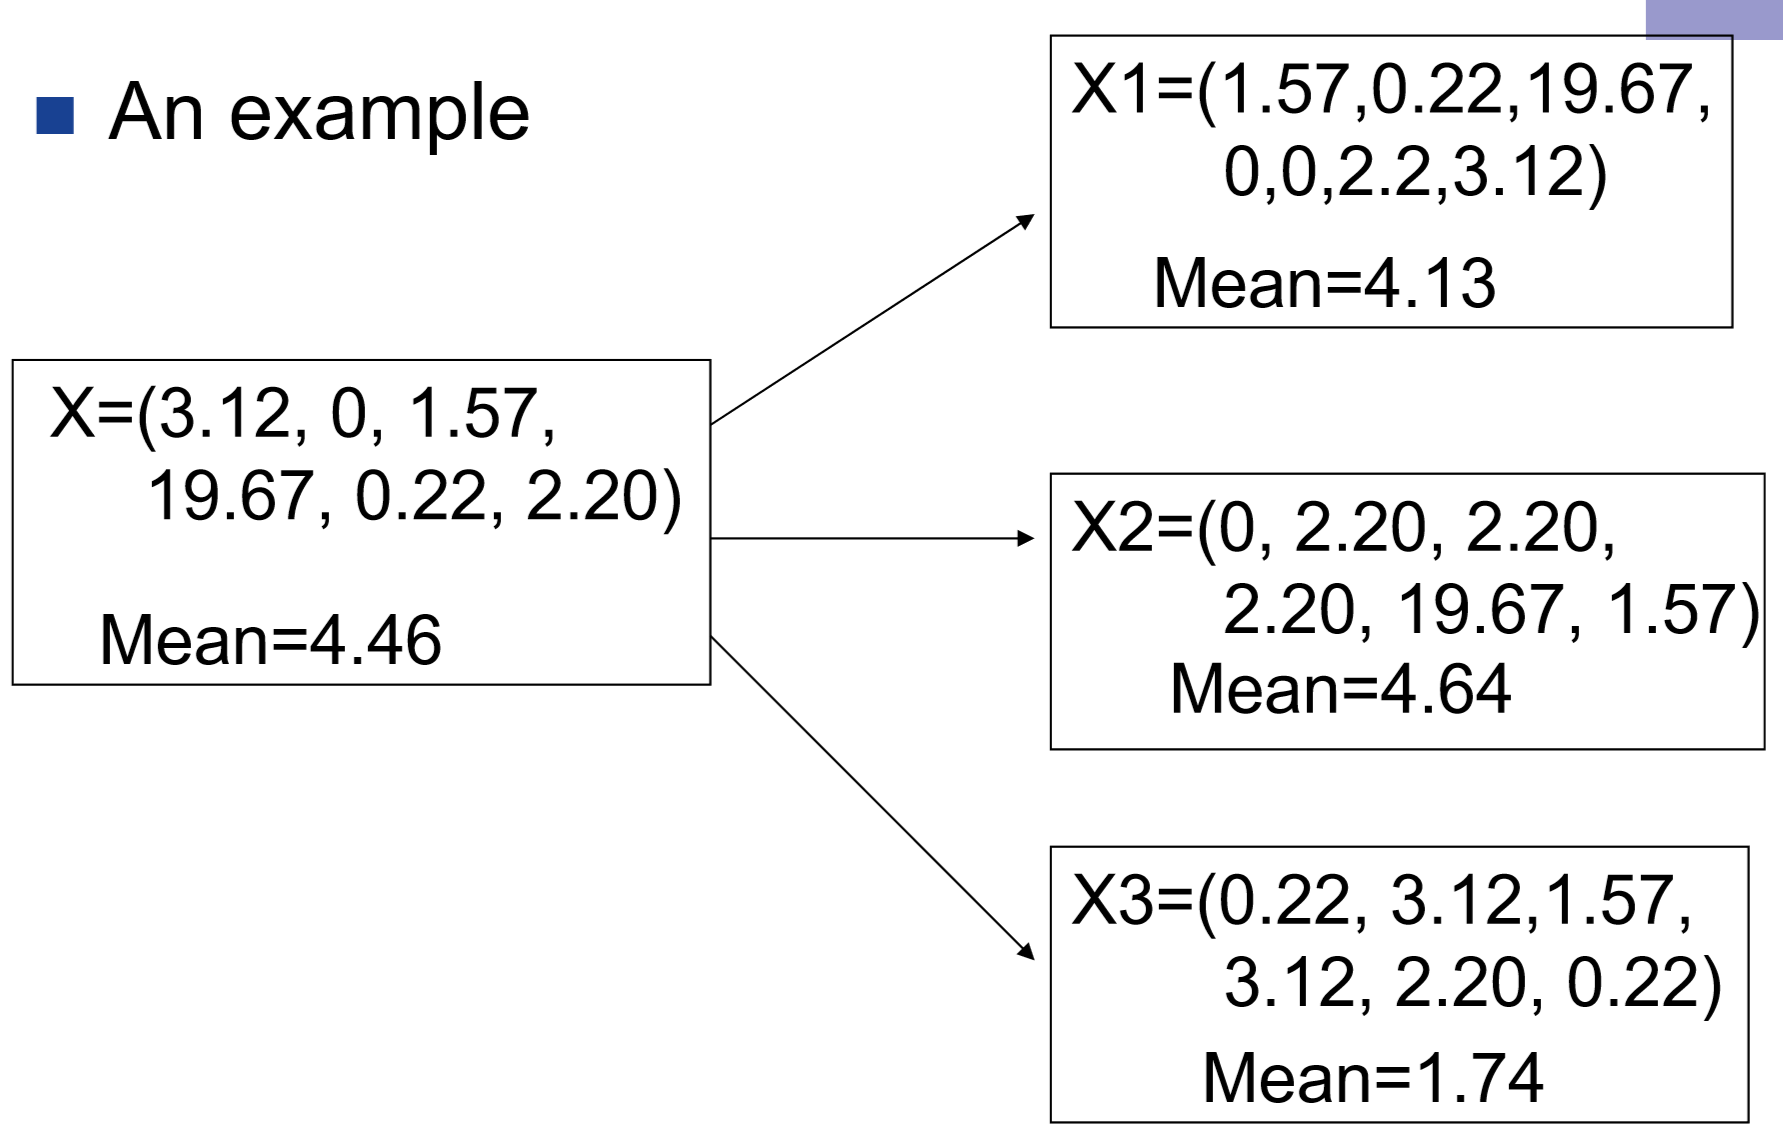 An example
X=(3.12, 0, 1.57,
19.67, 0.22, 2.20)
Mean=4.46
X1=(1.57,0.22,19.67,
0,0,2.2,3.12)
Mean=4.13
X2=(0, 2.20, 2.20,
2.20, 19.67, 1.57)
Mean=4.64
X3=(0.22, 3.12,1.57,
3.12, 2.20, 0.22)
Mean=1.74